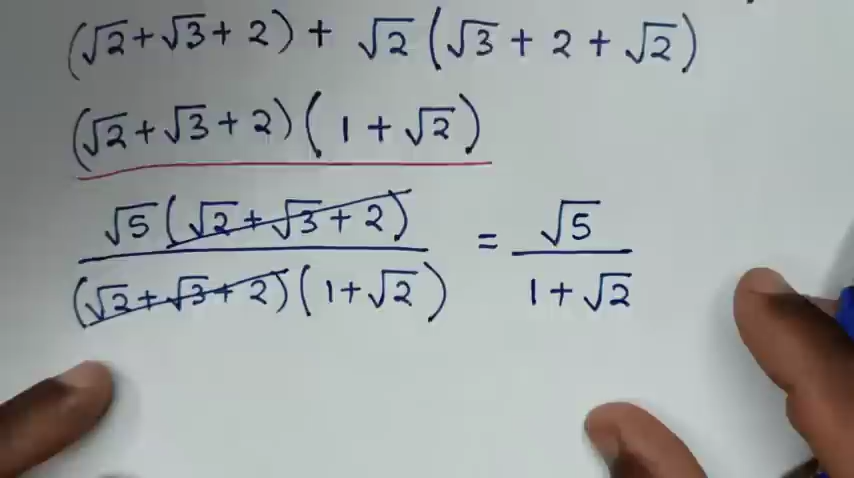 (√2 + √3 + 2) + √2 (√3 + 2 + √2)
(√2 + √3 + 2) (1 + √2)
√5 (√2 + √3 + 2) / (√2 + √3 + 2) (1 + √2) = √5 / 1 + √2